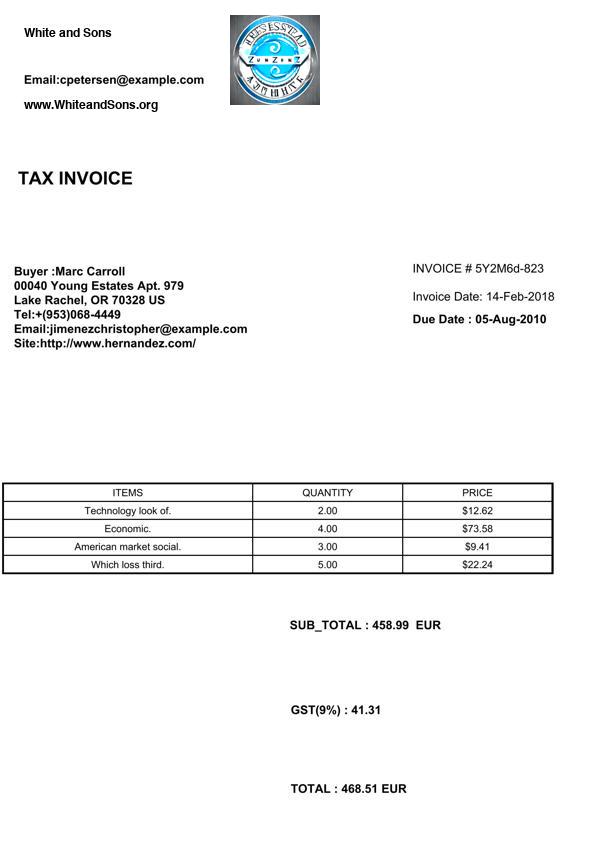 White and Sons
Email:cpetersen@example.com
www.WhiteandSons.org
ZunZenZ
TAX INVOICE
Buyer :Marc Carroll
00040 Young Estates Apt. 979
Lake Rachel, OR 70328 US
Tel:+(953)068-4449
Email:jimenezchristopher@example.com
Site:http://www.hernandez.com/
INVOICE # 5Y2M6d-823
Invoice Date: 14-Feb-2018
Due Date : 05-Aug-2010
ITEMS QUANTITY PRICE
Technology look of. 2.00 $12.62
Economic. 4.00 $73.58
American market social. 3.00 $9.41
Which loss third. 5.00 $22.24
SUB_TOTAL : 458.99 EUR
GST(9%) : 41.31
TOTAL : 468.51 EUR